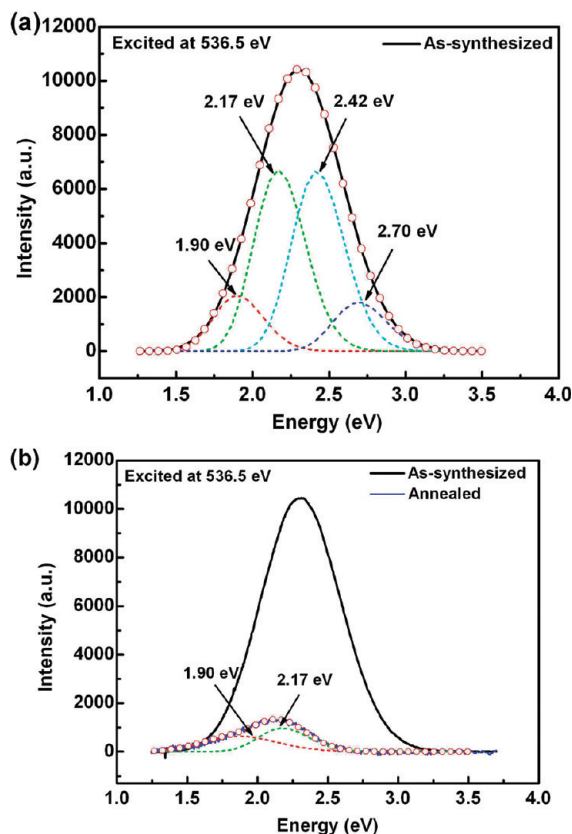 (a)
Excited at 536.5 eV
As-synthesized
2.17 eV
2.42 eV
1.90 eV
2.70 eV
Intensity (a.u.)
12000
10000
8000
6000
4000
2000
0
1.0 1.5 2.0 2.5 3.0 3.5 4.0
Energy (eV)
(b)
Excited at 536.5 eV
As-synthesized
Annealed
1.90 eV
2.17 eV
Intensity (a.u.)
12000
10000
8000
6000
4000
2000
0
1.0 1.5 2.0 2.5 3.0 3.5 4.0
Energy (eV)